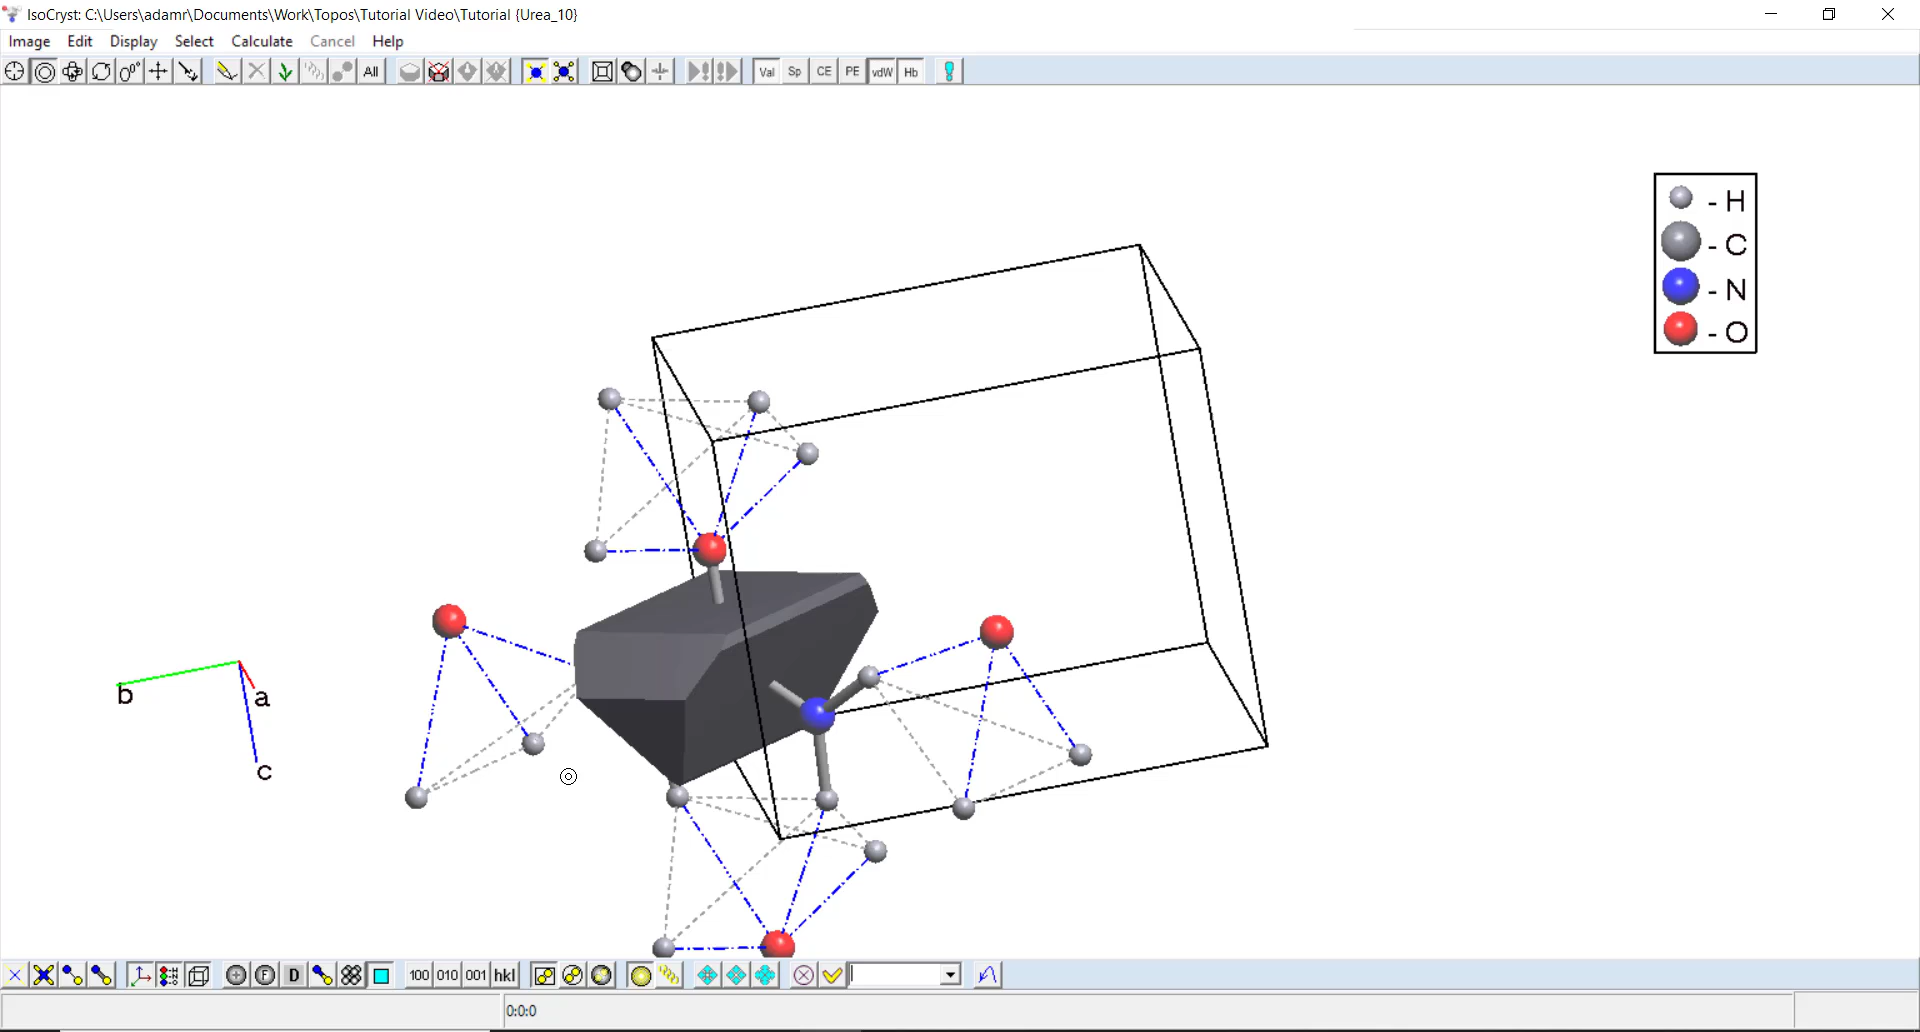 IsoCryst: C:\Users\adamr\Documents\Work\Topos\Tutorial Video\Tutorial {Urea_10}
Image Edit Display Select Calculate Cancel Help
All Val Sp CE PE vdW Hb
- H
- C
- N
- O
b
a
c
F D 100 010 001 hkl
0:0:0